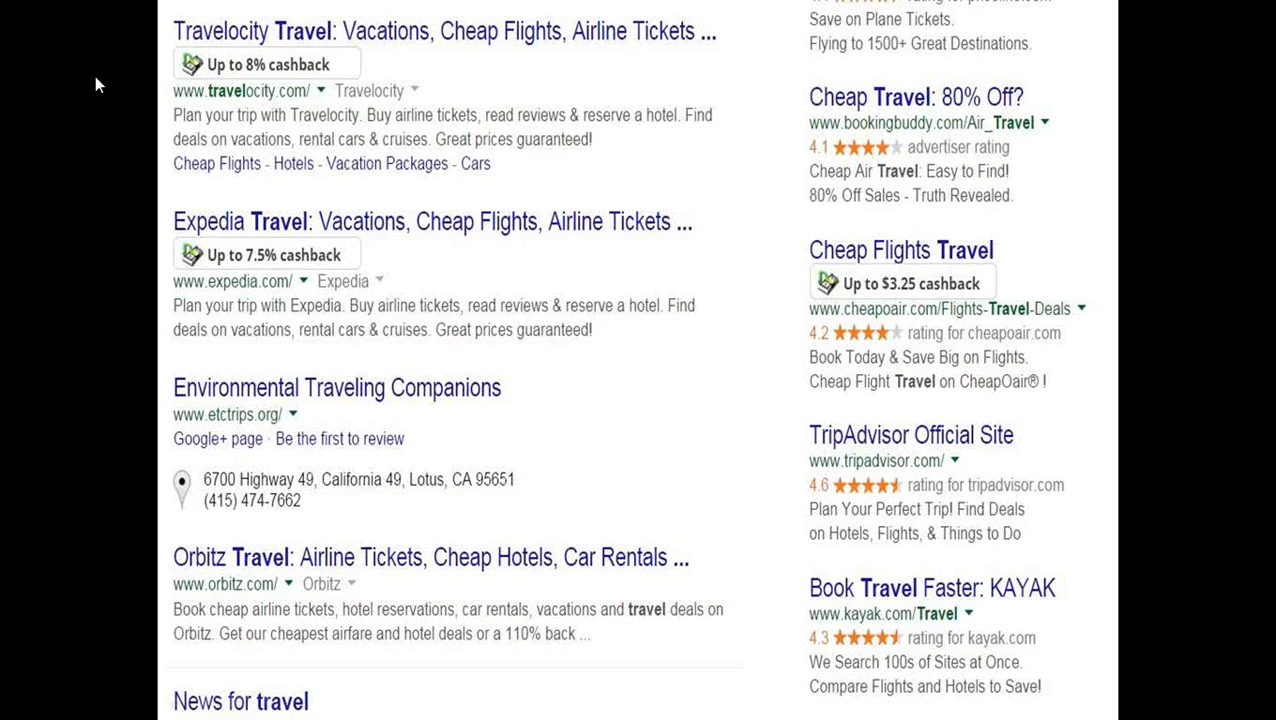 Travelocity Travel: Vacations, Cheap Flights, Airline Tickets ...
Up to 8% cashback
www.travelocity.com/ Travelocity
Plan your trip with Travelocity. Buy airline tickets, read reviews & reserve a hotel. Find
deals on vacations, rental cars & cruises. Great prices guaranteed!
Cheap Flights - Hotels - Vacation Packages - Cars
Expedia Travel: Vacations, Cheap Flights, Airline Tickets ...
Up to 7.5% cashback
www.expedia.com/ Expedia
Plan your trip with Expedia. Buy airline tickets, read reviews & reserve a hotel. Find
deals on vacations, rental cars & cruises. Great prices guaranteed!
Environmental Traveling Companions
www.etctrips.org/
Google+ page · Be the first to review
6700 Highway 49, California 49, Lotus, CA 95651
(415) 474-7662
Orbitz Travel: Airline Tickets, Cheap Hotels, Car Rentals ...
www.orbitz.com/ Orbitz
Book cheap airline tickets, hotel reservations, car rentals, vacations and travel deals on
Orbitz. Get our cheapest airfare and hotel deals or a 110% back ...
News for travel
Save on Plane Tickets.
Flying to 1500+ Great Destinations.
Cheap Travel: 80% Off?
www.bookingbuddy.com/Air_Travel
4.1 advertiser rating
Cheap Air Travel: Easy to Find!
80% Off Sales - Truth Revealed.
Cheap Flights Travel
Up to $3.25 cashback
www.cheapoair.com/Flights-Travel-Deals
4.2 rating for cheapoair.com
Book Today & Save Big on Flights.
Cheap Flight Travel on CheapOair® !
TripAdvisor Official Site
www.tripadvisor.com/
4.6 rating for tripadvisor.com
Plan Your Perfect Trip! Find Deals
on Hotels, Flights, & Things to Do
Book Travel Faster: KAYAK
www.kayak.com/Travel
4.3 rating for kayak.com
We Search 100s of Sites at Once.
Compare Flights and Hotels to Save!